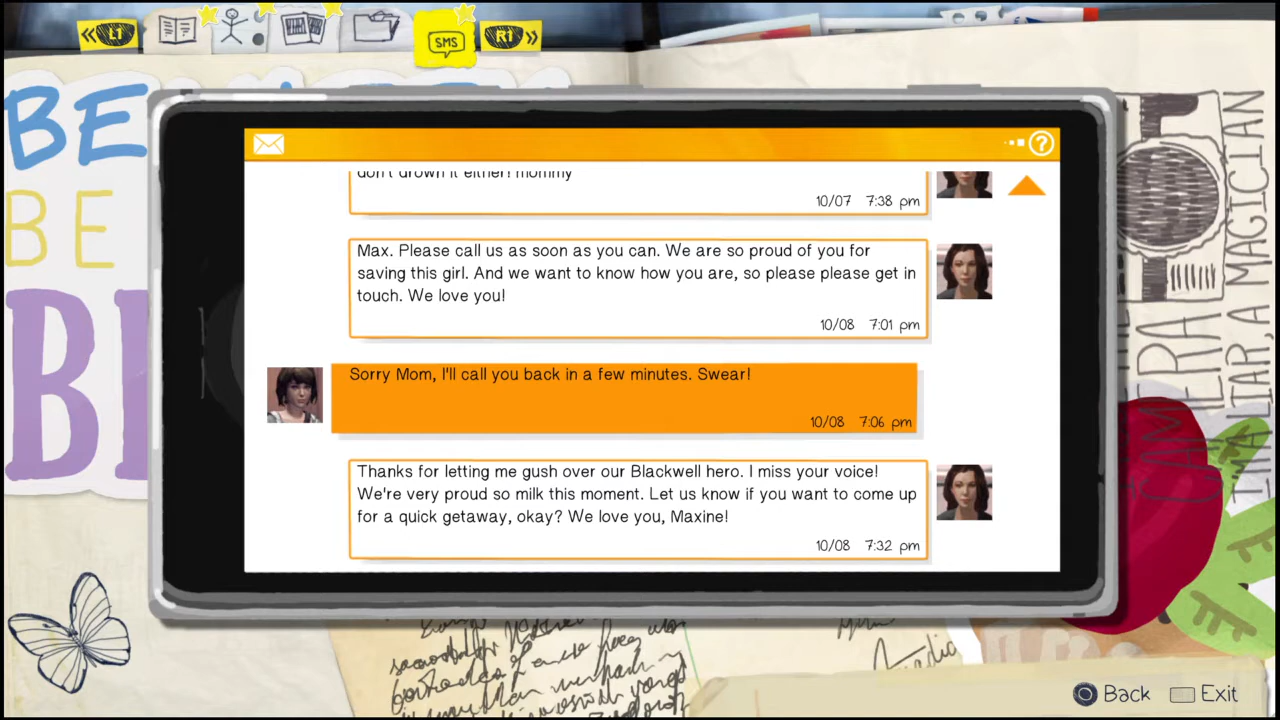 L1
SMS
R1
BE
BE
don't drown it either! mommy
10/07 7:38 pm
Max. Please call us as soon as you can. We are so proud of you for
saving this girl. And we want to know how you are, so please please get in
touch. We love you!
10/08 7:01 pm
Sorry Mom, I'll call you back in a few minutes. Swear!
10/08 7:06 pm
Thanks for letting me gush over our Blackwell hero. I miss your voice!
We're very proud so milk this moment. Let us know if you want to come up
for a quick getaway, okay? We love you, Maxine!
10/08 7:32 pm
?
CAMERA
A MAGICIAN
Back
Exit